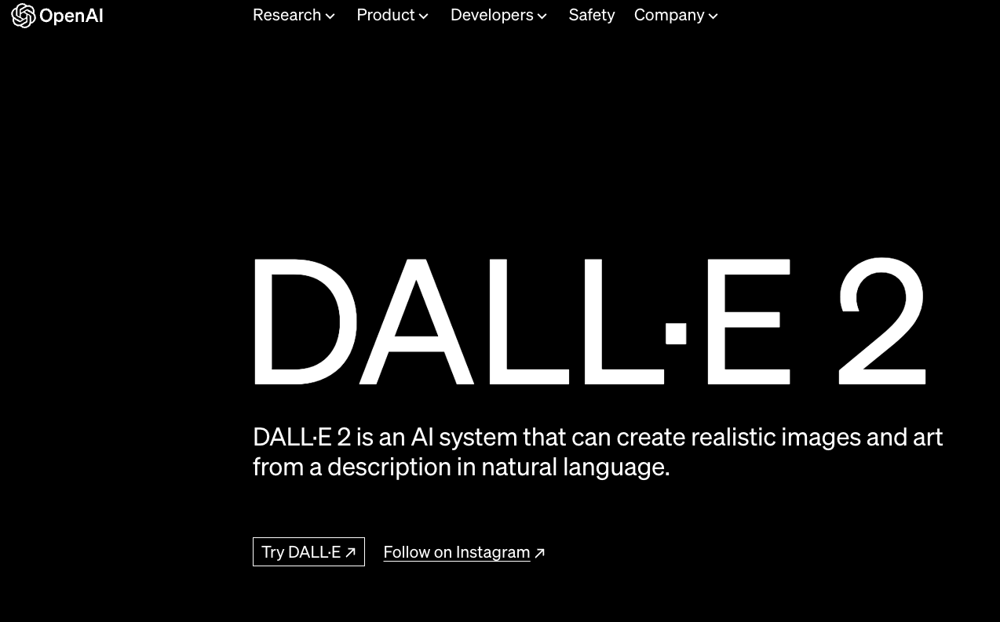 OpenAI Research Product Developers Safety Company
DALL·E 2
DALL·E 2 is an AI system that can create realistic images and art
from a description in natural language.
Try DALL·E ↗ Follow on Instagram ↗